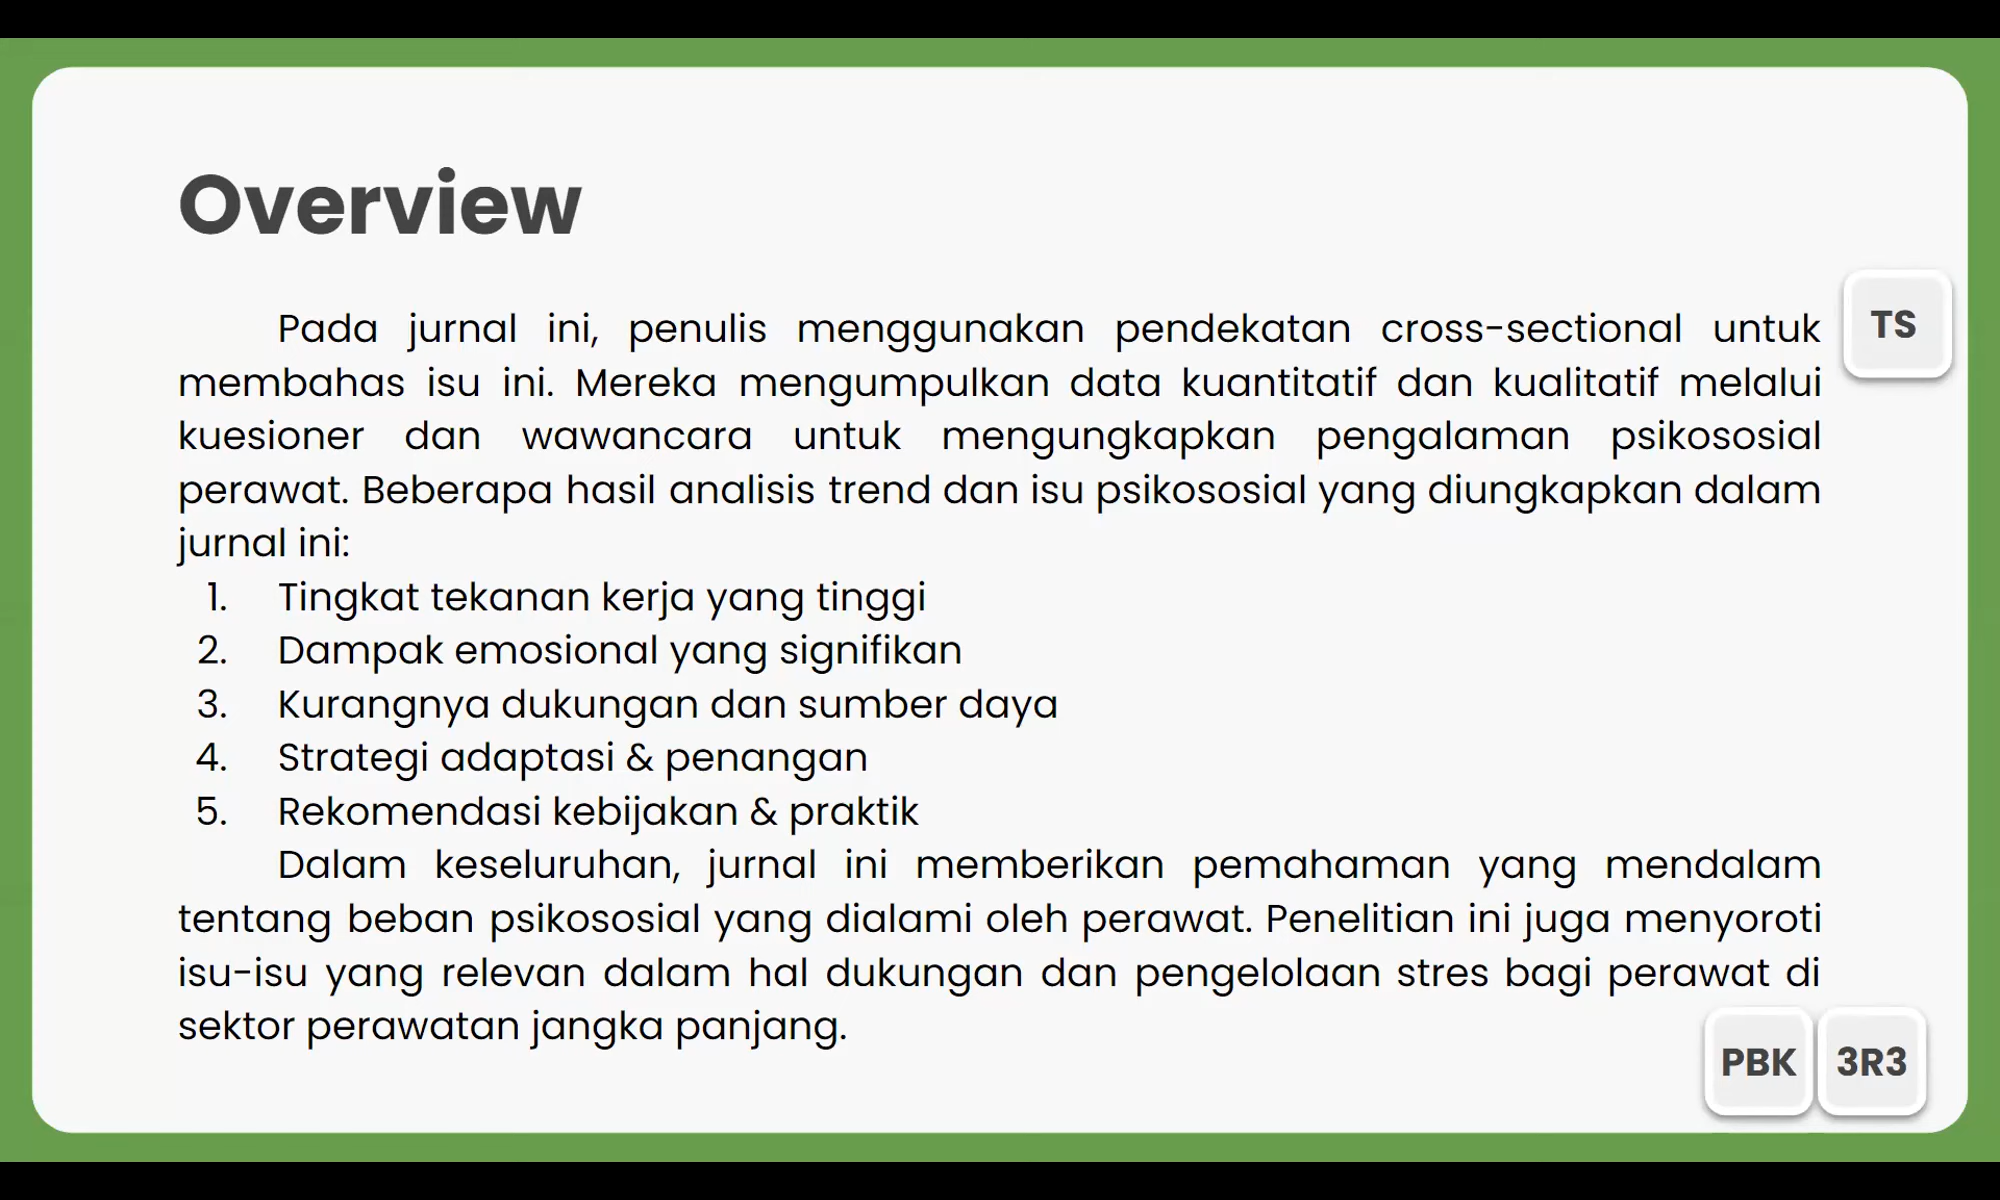 Overview
Pada jurnal ini, penulis menggunakan pendekatan cross-sectional untuk
membahas isu ini. Mereka mengumpulkan data kuantitatif dan kualitatif melalui
kuesioner dan wawancara untuk mengungkapkan pengalaman psikososial
perawat. Beberapa hasil analisis trend dan isu psikososial yang diungkapkan dalam
jurnal ini:
1. Tingkat tekanan kerja yang tinggi
2. Dampak emosional yang signifikan
3. Kurangnya dukungan dan sumber daya
4. Strategi adaptasi & penangan
5. Rekomendasi kebijakan & praktik
Dalam keseluruhan, jurnal ini memberikan pemahaman yang mendalam
tentang beban psikososial yang dialami oleh perawat. Penelitian ini juga menyoroti
isu-isu yang relevan dalam hal dukungan dan pengelolaan stres bagi perawat di
sektor perawatan jangka panjang.
TS
PBK 3R3